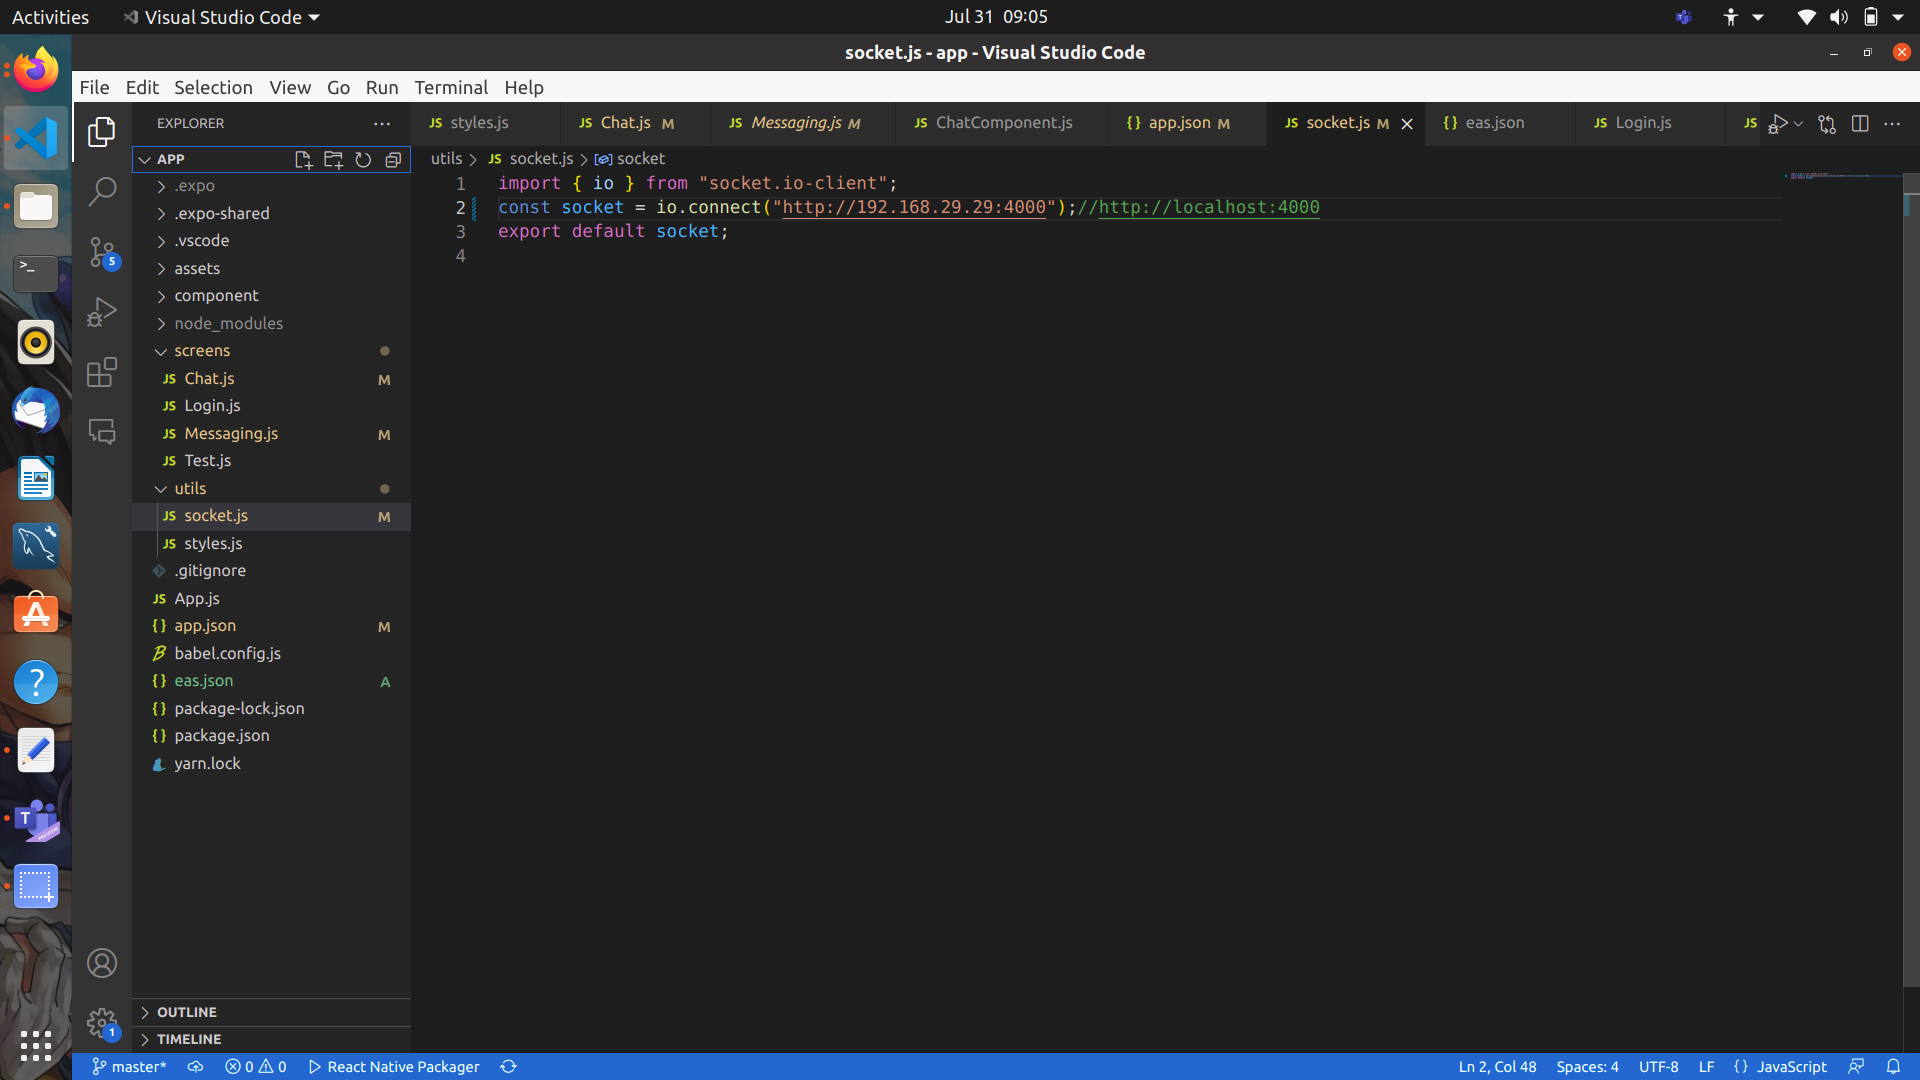 Activities
Visual Studio Code
Jul 31 09:05
socket.js - app - Visual Studio Code
File Edit Selection View Go Run Terminal Help
EXPLORER
JS styles.js
JS Chat.js M
JS Messaging.js M
JS ChatComponent.js
{} app.json M
JS socket.js M
{} eas.json
JS Login.js
JS
APP
utils > JS socket.js > socket
1 import { io } from "socket.io-client";
2 const socket = io.connect("http://192.168.29.29:4000");//http://localhost:4000
3 export default socket;
4
.expo
.expo-shared
.vscode
assets
component
node_modules
screens
JS Chat.js M
JS Login.js
JS Messaging.js M
JS Test.js
utils
JS socket.js M
JS styles.js
.gitignore
JS App.js
{} app.json M
babel.config.js
{} eas.json A
{} package-lock.json
{} package.json
yarn.lock
5
1
OUTLINE
TIMELINE
master* 0 0 React Native Packager
Ln 2, Col 48 Spaces: 4 UTF-8 LF {} JavaScript